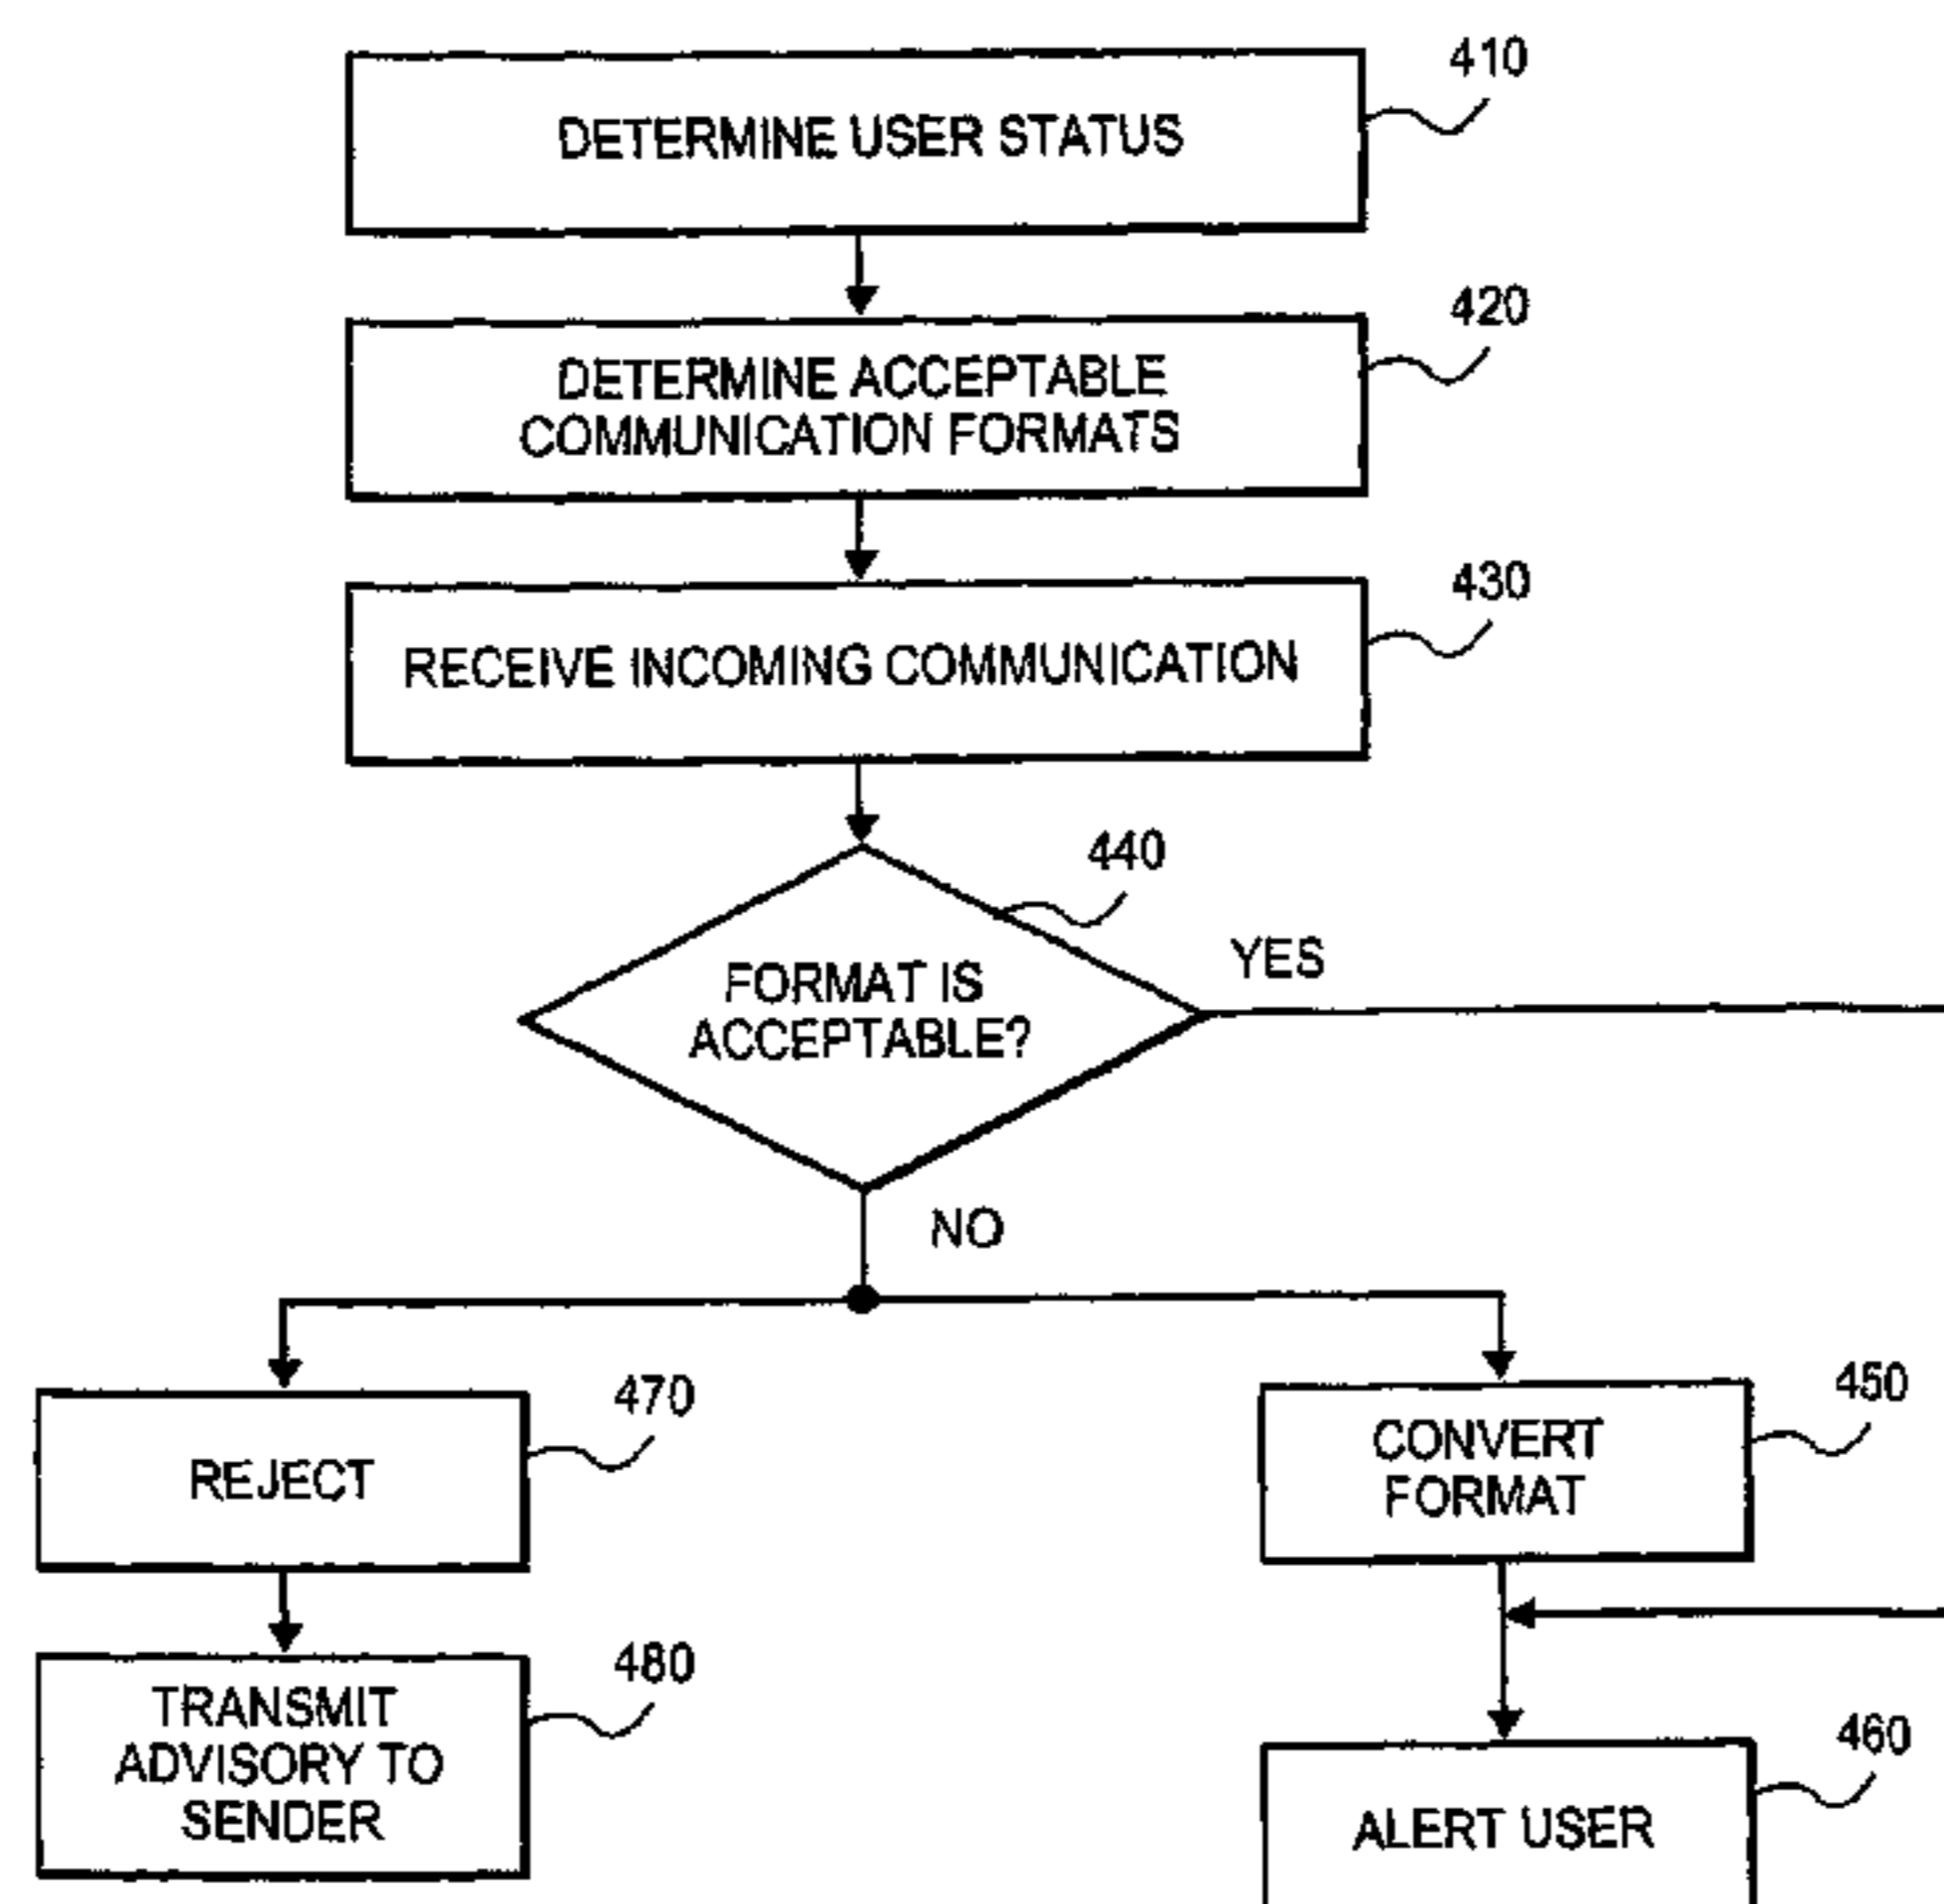 410
DETERMINE USER STATUS
420
DETERMINE ACCEPTABLE
COMMUNICATION FORMATS
430
RECEIVE INCOMING COMMUNICATION
440
FORMAT IS
ACCEPTABLE?
YES
NO
470
REJECT
450
CONVERT
FORMAT
480
TRANSMIT
ADVISORY TO
SENDER
460
ALERT USER